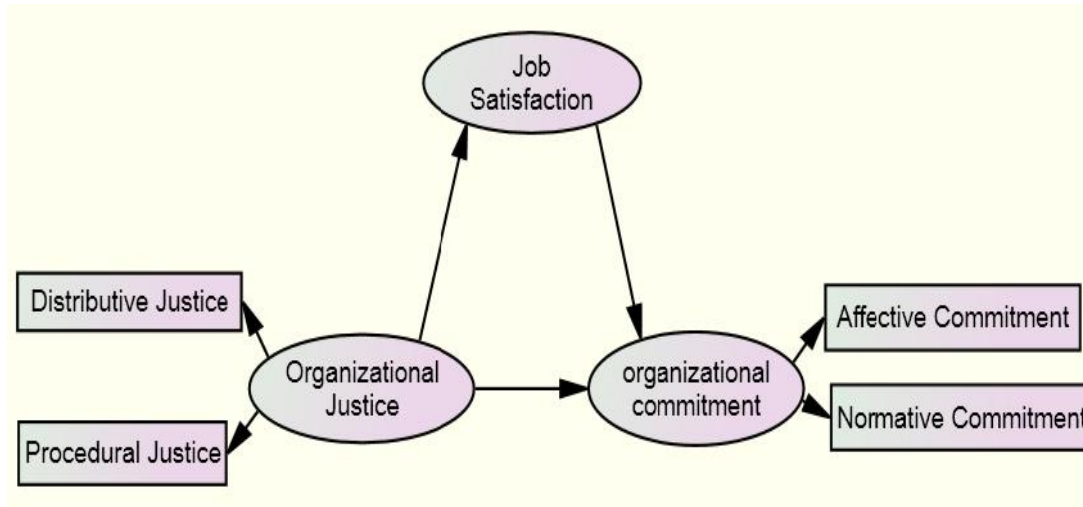 Job
Satisfaction
Distributive Justice
Affective Commitment
Organizational
Justice
organizational
commitment
Normative Commitment
Procedural Justice